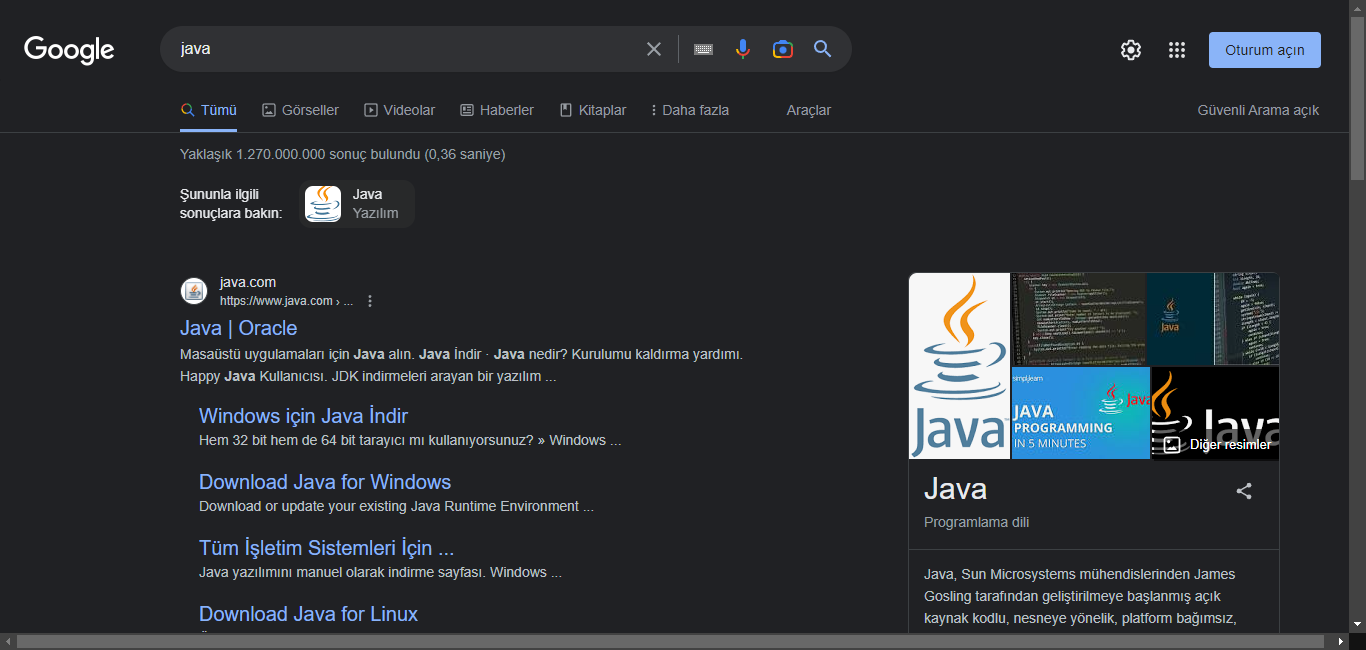 Google
java
Oturum açın
Tümü
Görseller
Videolar
Haberler
Kitaplar
Daha fazla
Araçlar
Güvenli Arama açık
Yaklaşık 1.270.000.000 sonuç bulundu (0,36 saniye)
Şununla ilgili
sonuçlara bakın:
Java
Yazılım
java.com
https://www.java.com › ...
Java | Oracle
Masaüstü uygulamaları için Java alın. Java İndir · Java nedir? Kurulumu kaldırma yardımı.
Happy Java Kullanıcısı. JDK indirmeleri arayan bir yazılım ...
Windows için Java İndir
Hem 32 bit hem de 64 bit tarayıcı mı kullanıyorsunuz? » Windows ...
Download Java for Windows
Download or update your existing Java Runtime Environment ...
Tüm İşletim Sistemleri İçin ...
Java yazılımını manuel olarak indirme sayfası. Windows ...
Download Java for Linux
Java
Java
simplilearn
Java
JAVA
PROGRAMMING
IN 5 MINUTES
Java
Diğer resimler
Java
Programlama dili
Java, Sun Microsystems mühendislerinden James
Gosling tarafından geliştirilmeye başlanmış açık
kaynak kodlu, nesneye yönelik, platform bağımsız,